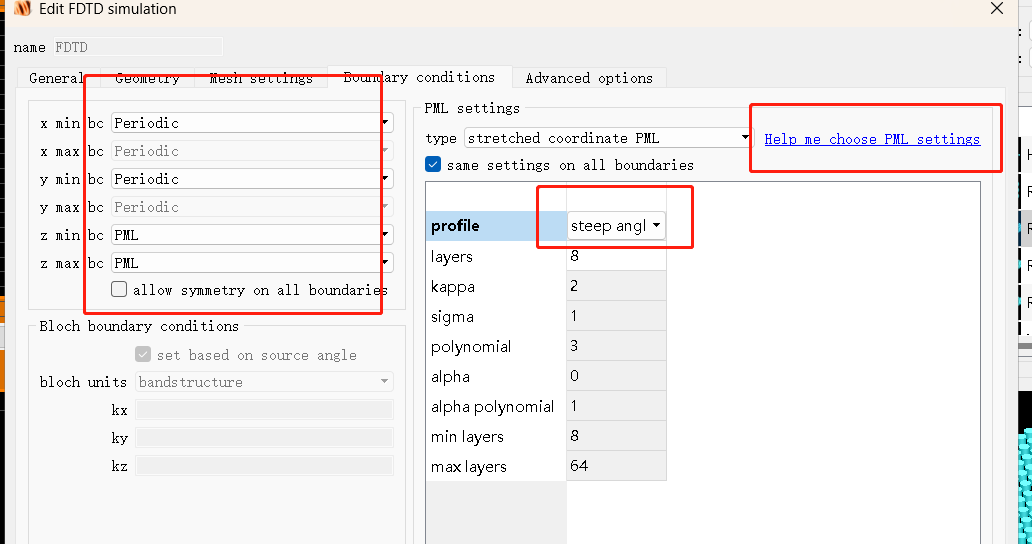 Edit FDTD simulation
name FDTD
General Geometry Mesh settings Boundary conditions Advanced options
x min bc Periodic
x max bc Periodic
y min bc Periodic
y max bc Periodic
z min bc PML
z max bc PML
allow symmetry on all boundaries
Bloch boundary conditions
set based on source angle
bloch units bandstructure
kx
ky
kz
PML settings
type stretched coordinate PML Help me choose PML settings
same settings on all boundaries
profile steep angl
layers 8
kappa 2
sigma 1
polynomial 3
alpha 0
alpha polynomial 1
min layers 8
max layers 64